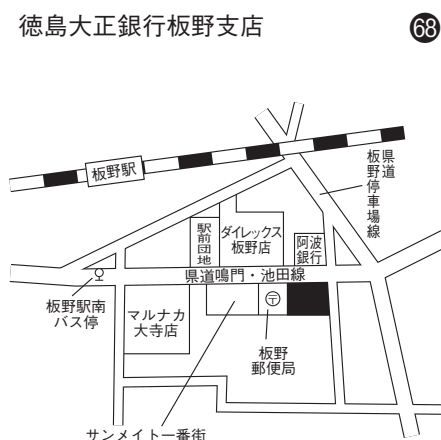 徳島大正銀行板野支店
68
板野駅
県道
板野停車場線
駅前団地
ダイレックス
板野店
阿波
銀行
県道鳴門・池田線
板野駅南
バス停
マルナカ
大寺店
〒
板野
郵便局
サンメイト一番街